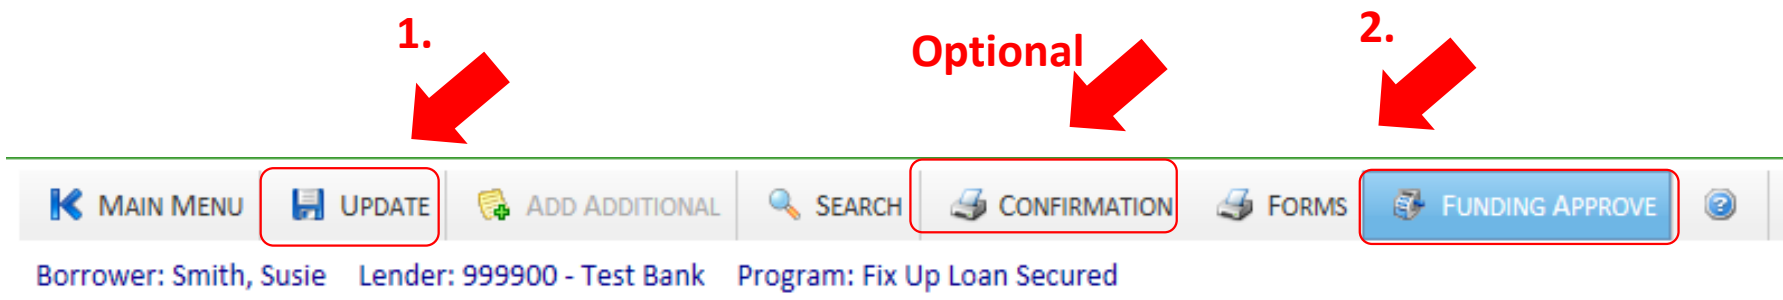 1.
Optional
2.
MAIN MENU UPDATE ADD ADDITIONAL SEARCH CONFIRMATION FORMS FUNDING APPROVE ?
Borrower: Smith, Susie Lender: 999900 - Test Bank Program: Fix Up Loan Secured